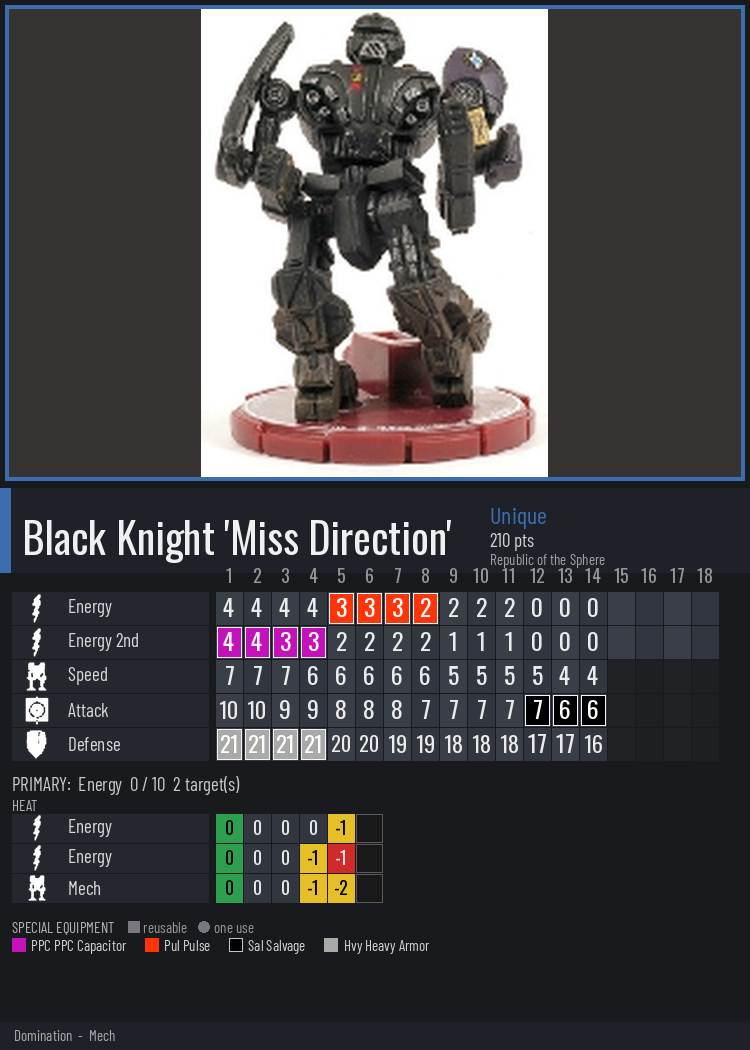 Black Knight 'Miss Direction'
Unique
210 pts
Republic of the Sphere
1 2 3 4 5 6 7 8 9 10 11 12 13 14 15 16 17 18
Energy 4 4 4 4 3 3 3 2 2 2 2 0 0 0
Energy 2nd 4 4 3 3 2 2 2 2 1 1 1 0 0 0
Speed 7 7 7 6 6 6 6 6 5 5 5 5 4 4
Attack 10 10 9 9 8 8 8 7 7 7 7 7 6 6
Defense 21 21 21 21 20 20 19 19 18 18 18 17 17 16
PRIMARY: Energy 0 / 10 2 target(s)
HEAT
Energy 0 0 0 0 -1
Energy 0 0 0 -1 -1
Mech 0 0 0 -1 -2
SPECIAL EQUIPMENT reusable one use
PPC PPC Capacitor Pul Pulse Sal Salvage Hvy Heavy Armor
Domination - Mech